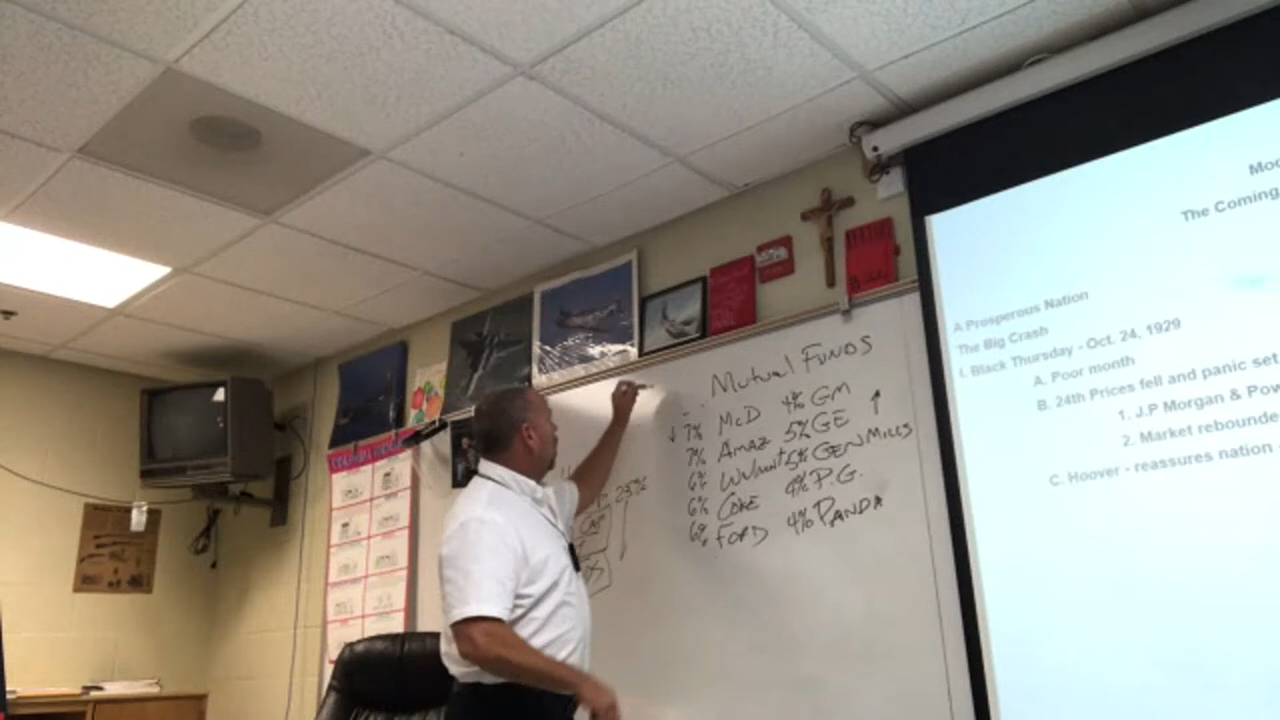 Mutual FUNDS
↓ 7% McD 4% GM ↑
7% AMAZ 5% GE
6% Walmt 5% GEN MILLS
6% COKE 4% P.G.
6% FORD 4% PANDA
25%
CAP
The Coming
A Prosperous Nation
The Big Crash
I. Black Thursday - Oct. 24, 1929
A. Poor month
B. 24th Prices fell and panic set
1. J.P Morgan & Pow
2. Market rebounde
C. Hoover - reassures nation